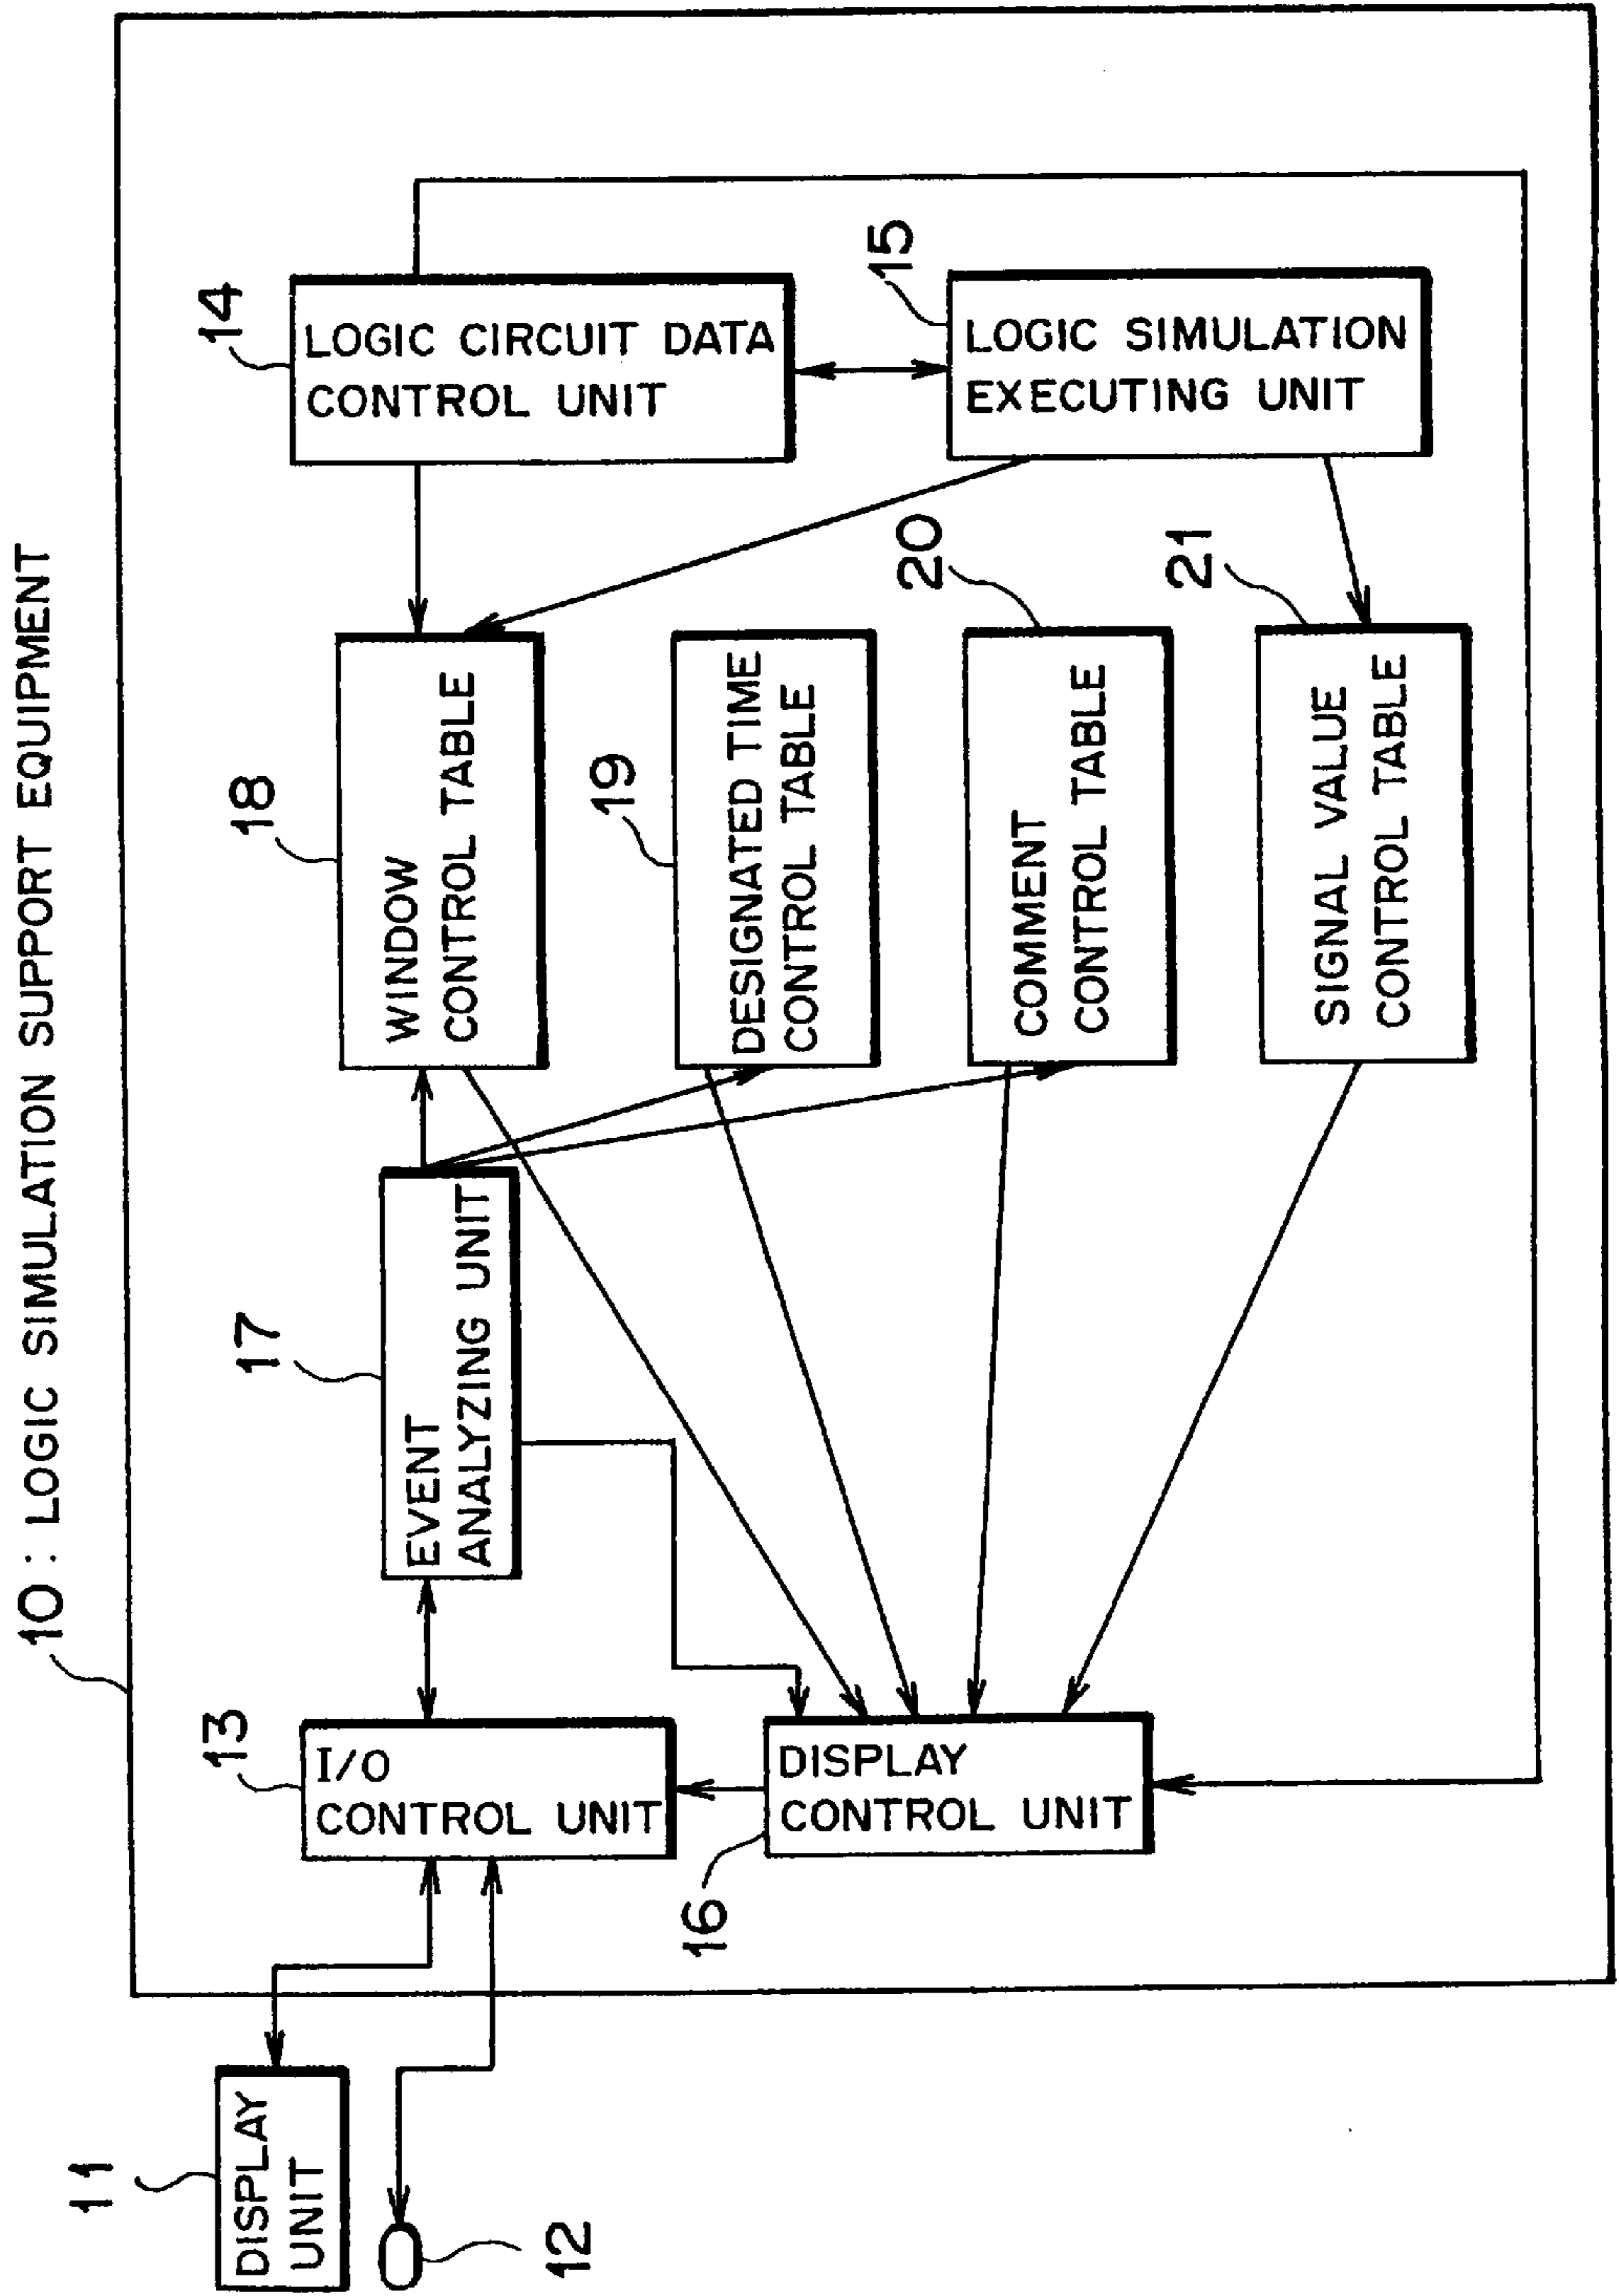 10 : LOGIC SIMULATION SUPPORT EQUIPMENT
11
DISPLAY
UNIT
12
13
I/O
CONTROL UNIT
16
DISPLAY
CONTROL UNIT
17
EVENT
ANALYZING UNIT
18
WINDOW
CONTROL TABLE
19
DESIGNATED TIME
CONTROL TABLE
20
COMMENT
CONTROL TABLE
21
SIGNAL VALUE
CONTROL TABLE
14
LOGIC CIRCUIT DATA
CONTROL UNIT
15
LOGIC SIMULATION
EXECUTING UNIT